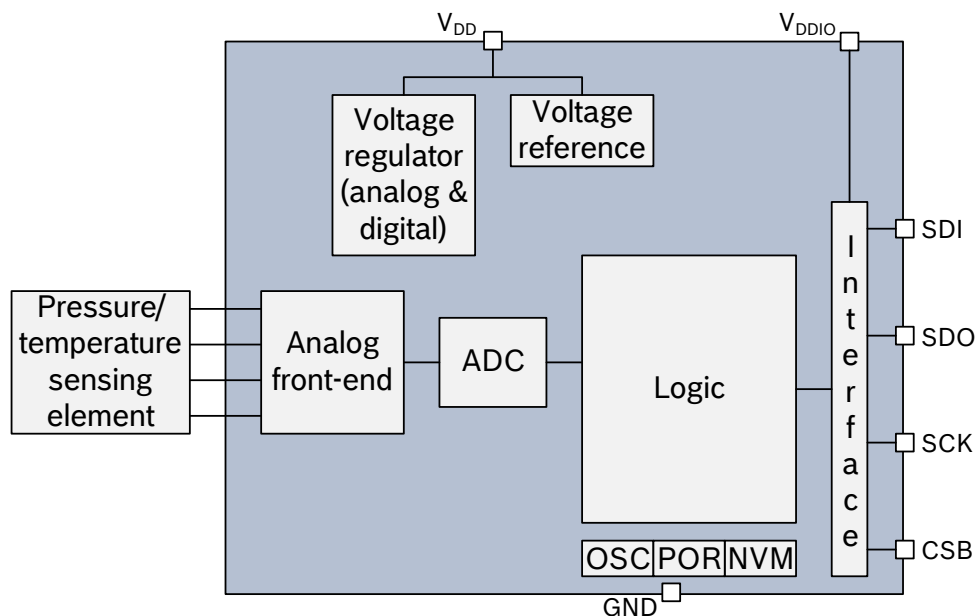 VDD
VDDIO
Voltage
regulator
(analog &
digital)
Voltage
reference
Pressure/
temperature
sensing
element
Analog
front-end
ADC
Logic
Interface
SDI
SDO
SCK
CSB
OSC POR NVM
GND